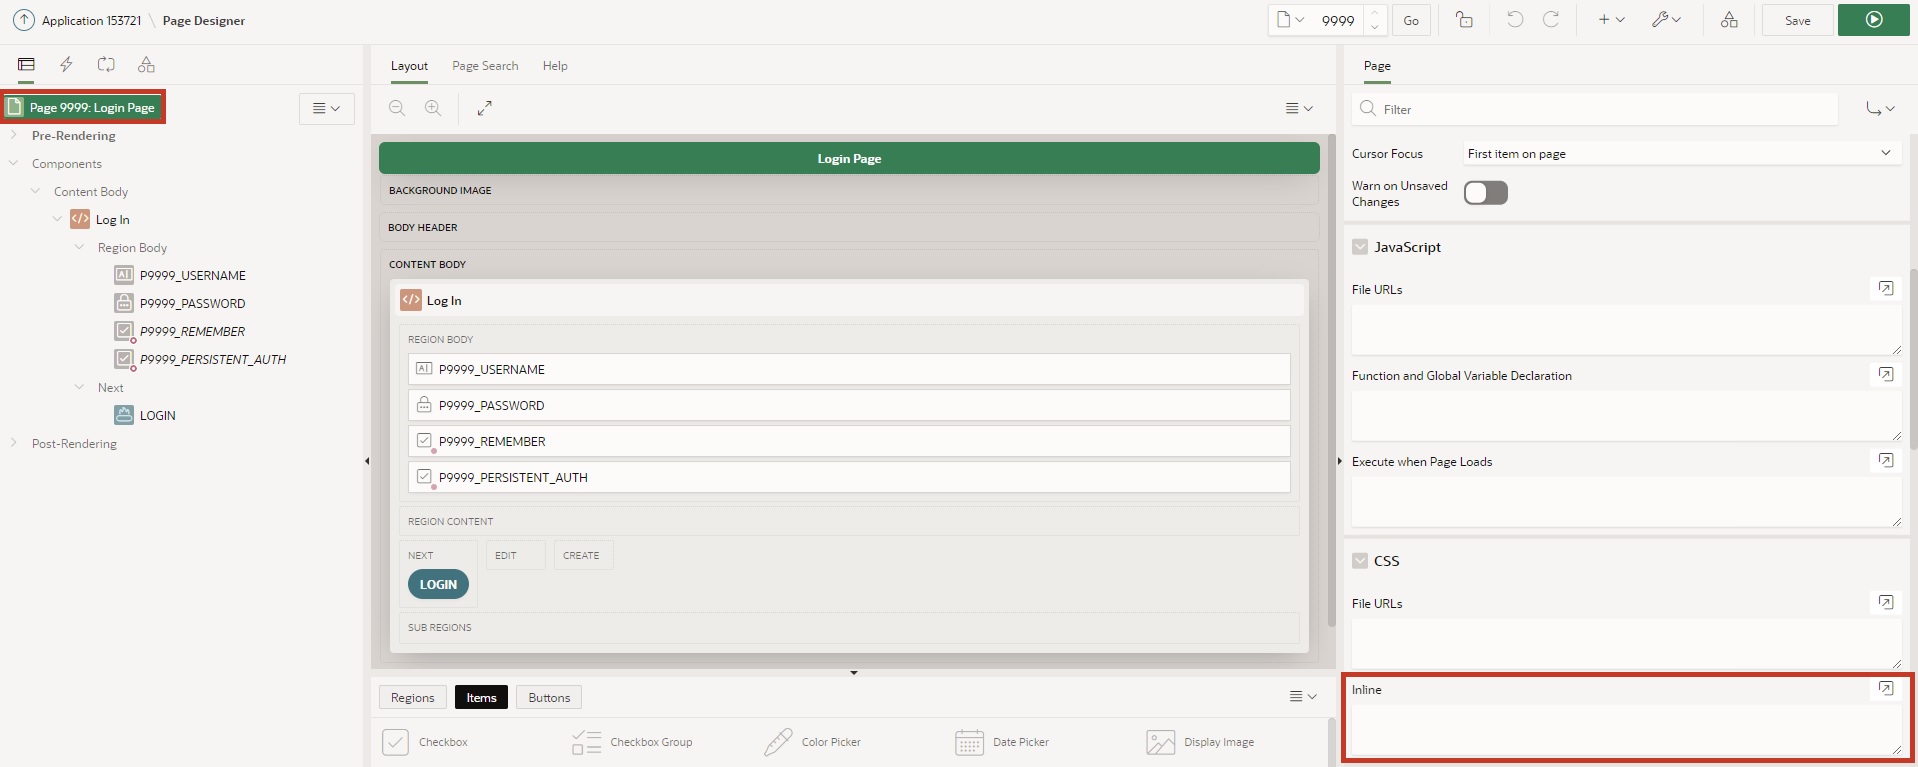 Application 153721 \ Page Designer
9999 Go Save
Page 9999: Login Page
Pre-Rendering
Components
Content Body
Log In
Region Body
P9999_USERNAME
P9999_PASSWORD
P9999_REMEMBER
P9999_PERSISTENT_AUTH
Next
LOGIN
Post-Rendering
Layout Page Search Help
Login Page
BACKGROUND IMAGE
BODY HEADER
CONTENT BODY
Log In
REGION BODY
P9999_USERNAME
P9999_PASSWORD
P9999_REMEMBER
P9999_PERSISTENT_AUTH
REGION CONTENT
NEXT EDIT CREATE
LOGIN
SUB REGIONS
Regions Items Buttons
Checkbox Checkbox Group Color Picker Date Picker Display Image
Page
Filter
Cursor Focus First item on page
Warn on Unsaved
Changes
JavaScript
File URLs
Function and Global Variable Declaration
Execute when Page Loads
CSS
File URLs
Inline